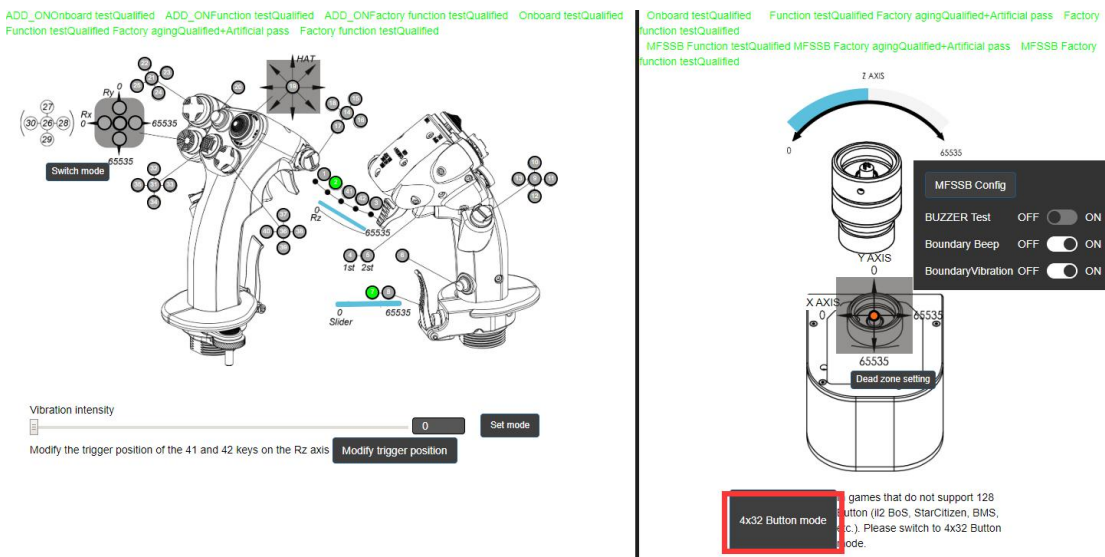 ADD_ONOnboard testQualified ADD_ONFunction testQualified ADD_ONFactory function testQualified Onboard testQualified
Function testQualified Factory agingQualified+Artificial pass Factory function testQualified
HAT
Ry 0
Rx
0
65535
65535
27
30 26 28
29
Switch mode
0
Rz
65535
1st 2st
0
65535
Slider
Vibration intensity
0
Set mode
Modify the trigger position of the 41 and 42 keys on the Rz axis
Modify trigger position
Onboard testQualified Function testQualified Factory agingQualified+Artificial pass Factory
function testQualified
MFSSB Function testQualified MFSSB Factory agingQualified+Artificial pass MFSSB Factory
function testQualified
Z AXIS
0
65535
MFSSB Config
BUZZER Test OFF ON
Boundary Beep OFF ON
BoundaryVibration OFF ON
Y AXIS
0
X AXIS
0
65535
65535
Dead zone setting
4x32 Button mode
games that do not support 128
utton (il2 BoS, StarCitizen, BMS,
tc.). Please switch to 4x32 Button
ode.